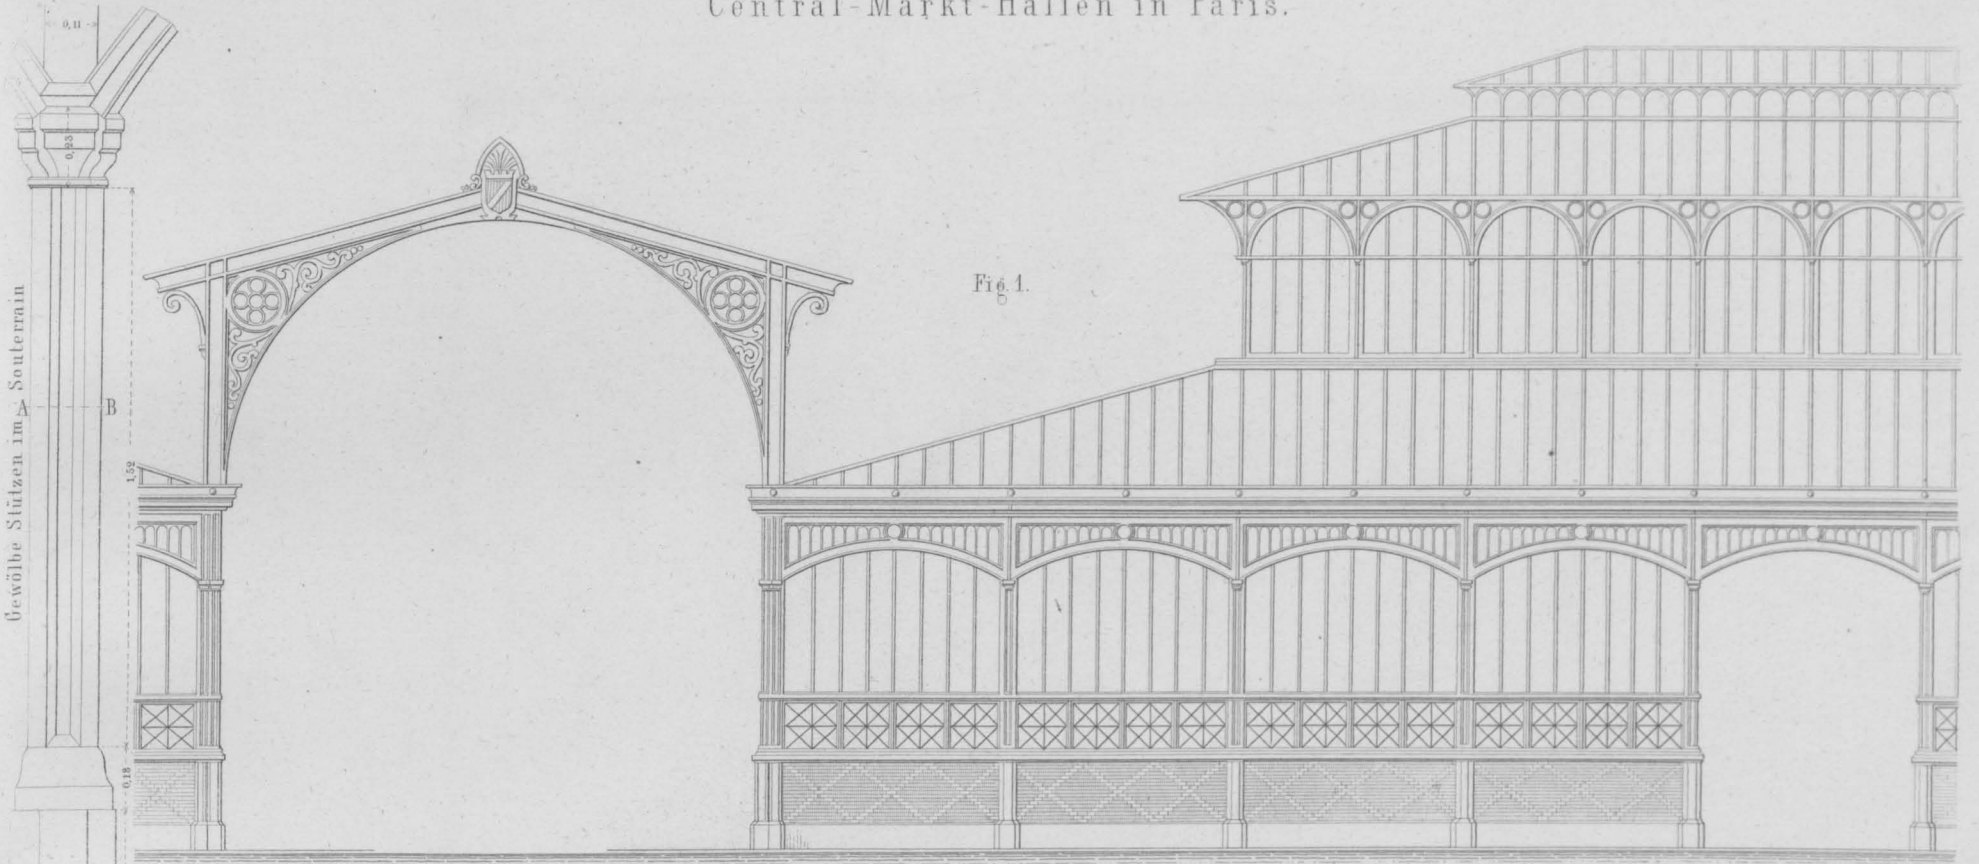 Central-Markt-Hallen in Paris.
0,11
0,23
Fig. 1.
Gewölbe Stützen im Souterrain
A B
1,52
0,18